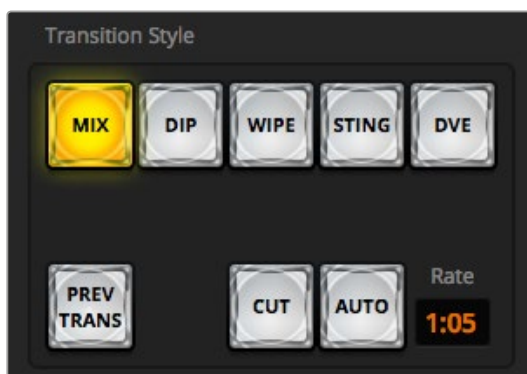 Transition Style
MIX DIP WIPE STING DVE
PREV
TRANS
CUT AUTO
Rate
1:05